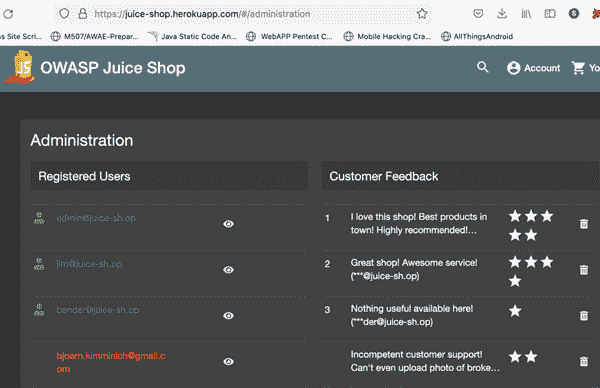 https://juice-shop.herokuapp.com/#/administration
ss Site Scri... M507/AWAE-Prepar... Java Static Code An... WebAPP Pentest C... Mobile Hacking Cra... AllThingsAndroid
OWASP Juice Shop
Account
Yo
Administration
Registered Users
Customer Feedback
admin@juice-sh.op
1
I love this shop! Best products in
town! Highly recommended!...
jim@juice-sh.op
2
Great shop! Awesome service!
(***@juice-sh.op)
bender@juice-sh.op
3
Nothing useful available here!
(***der@juice-sh.op)
bjoern.kimminich@gmail.c
om
Incompetent customer support!
Can't even upload photo of broke...